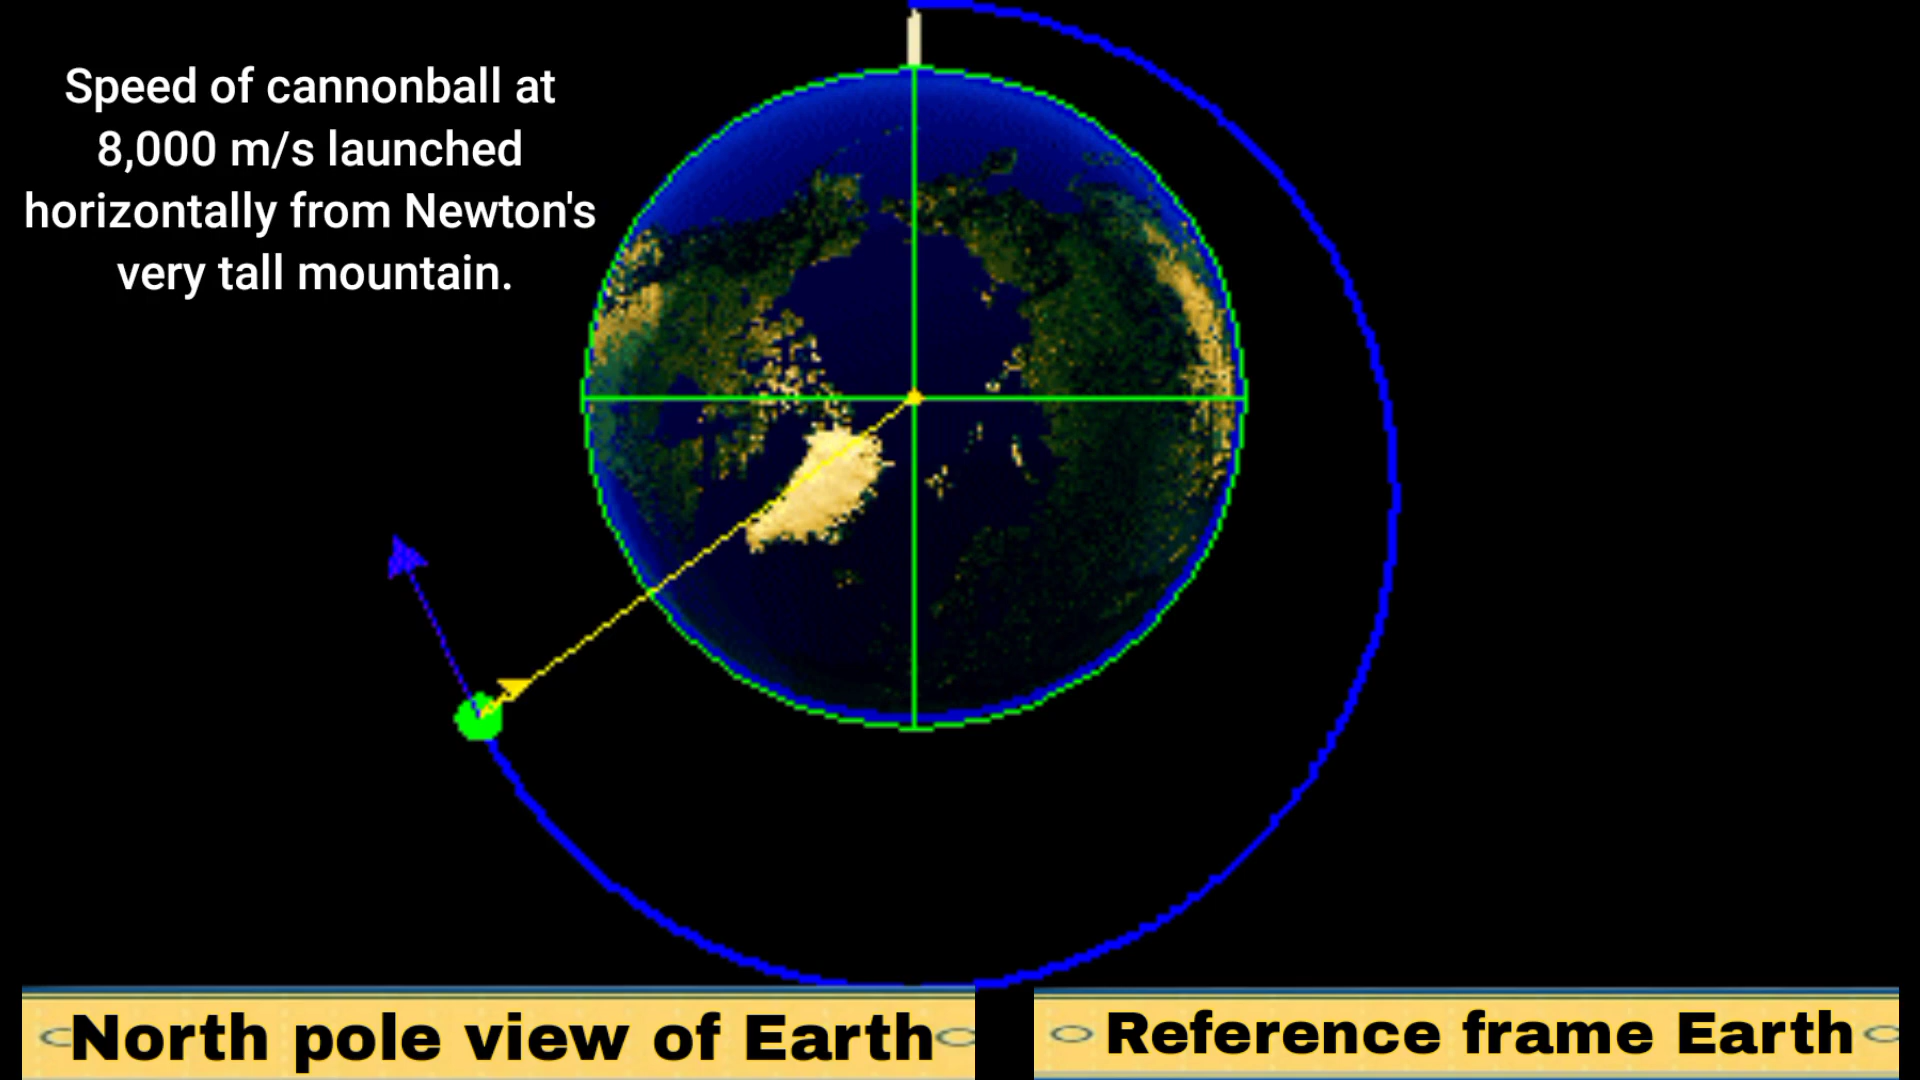 Speed of cannonball at
8,000 m/s launched
horizontally from Newton's
very tall mountain.
North pole view of Earth
Reference frame Earth